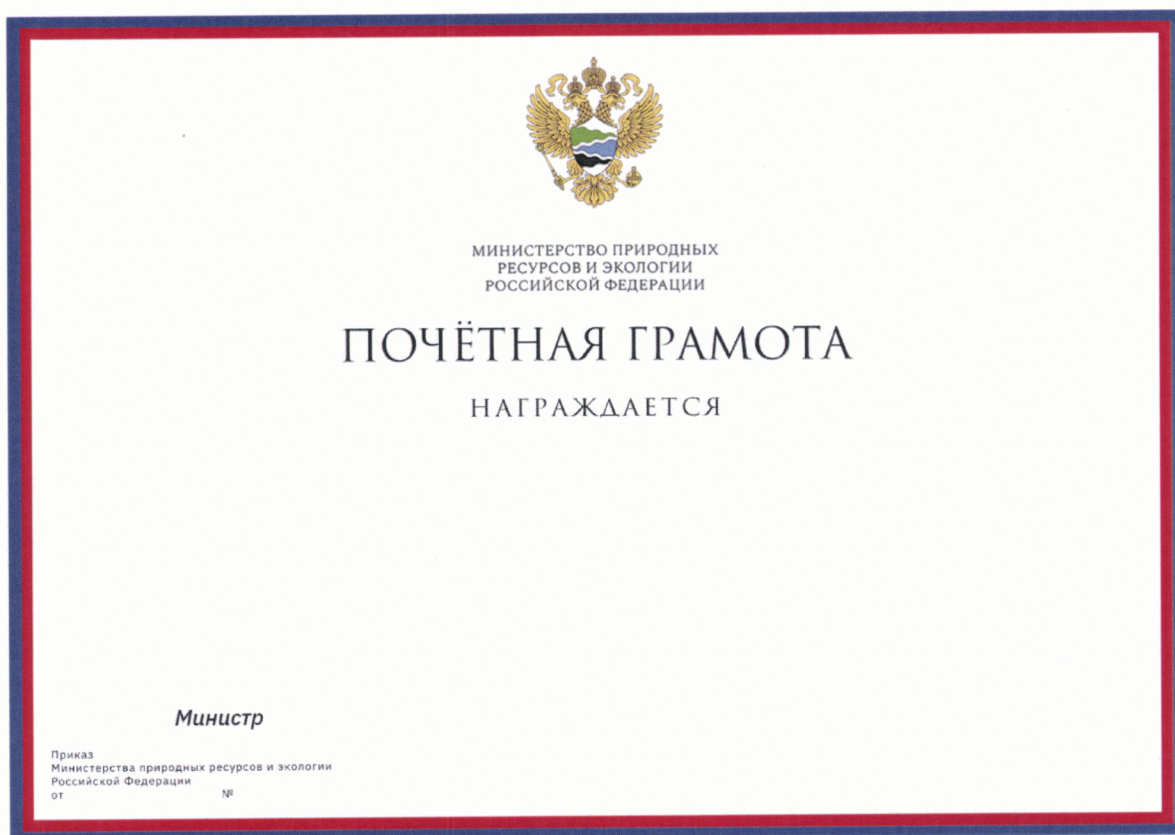 МИНИСТЕРСТВО ПРИРОДНЫХ
РЕСУРСОВ И ЭКОЛОГИИ
РОССИЙСКОЙ ФЕДЕРАЦИИ
ПОЧЁТНАЯ ГРАМОТА
НАГРАЖДАЕТСЯ
Министр
Приказ
Министерства природных ресурсов и экологии
Российской Федерации
от №